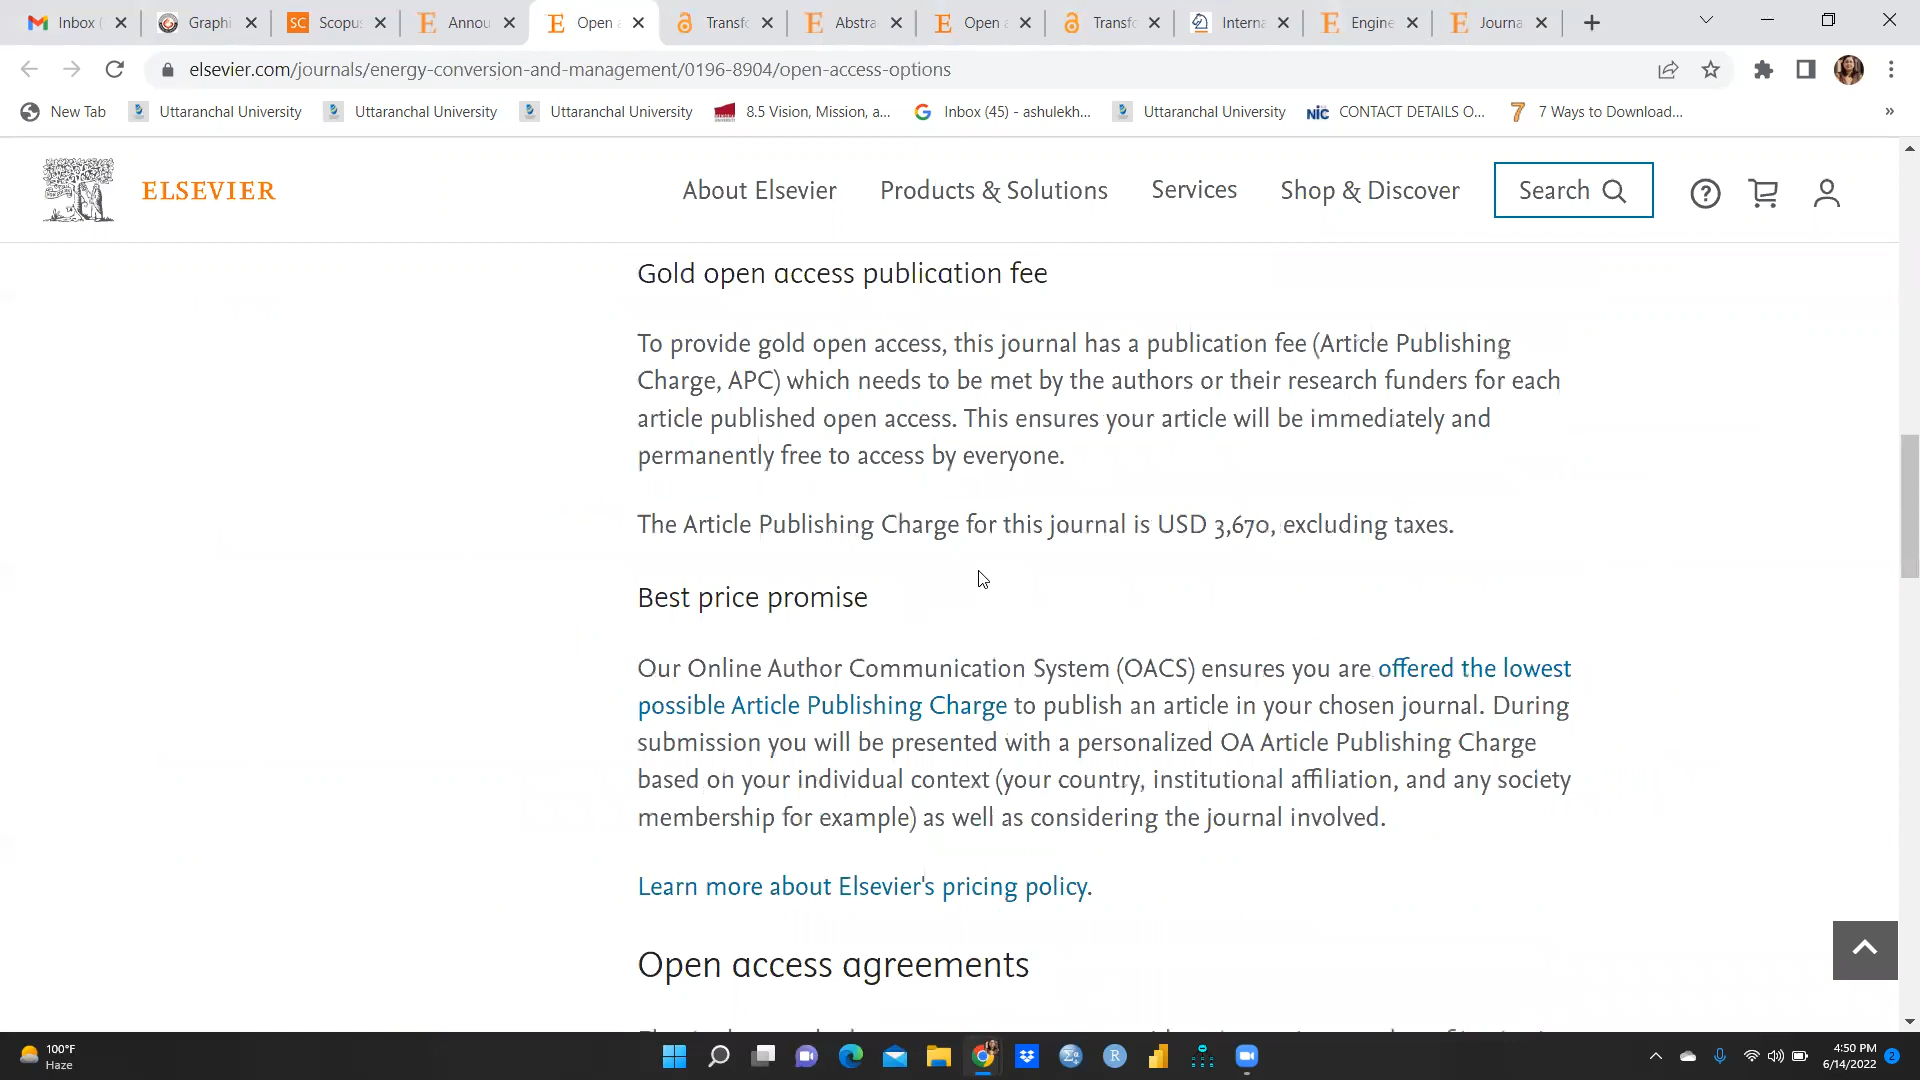 Inbox (
Graphi
SC Scopus
Annou
Open a
Transfo
Abstra
Open a
Transfo
Interna
Engine
Journa
elsevier.com/journals/energy-conversion-and-management/0196-8904/open-access-options
New Tab
Uttaranchal University
Uttaranchal University
Uttaranchal University
8.5 Vision, Mission, a...
Inbox (45) - ashulekh...
Uttaranchal University
NIC CONTACT DETAILS O...
7 7 Ways to Download...
»
ELSEVIER
About Elsevier
Products & Solutions
Services
Shop & Discover
Search
Gold open access publication fee
To provide gold open access, this journal has a publication fee (Article Publishing
Charge, APC) which needs to be met by the authors or their research funders for each
article published open access. This ensures your article will be immediately and
permanently free to access by everyone.
The Article Publishing Charge for this journal is USD 3,670, excluding taxes.
Best price promise
Our Online Author Communication System (OACS) ensures you are offered the lowest
possible Article Publishing Charge to publish an article in your chosen journal. During
submission you will be presented with a personalized OA Article Publishing Charge
based on your individual context (your country, institutional affiliation, and any society
membership for example) as well as considering the journal involved.
Learn more about Elsevier's pricing policy.
Open access agreements
100°F
Haze
4:50 PM
6/14/2022
2